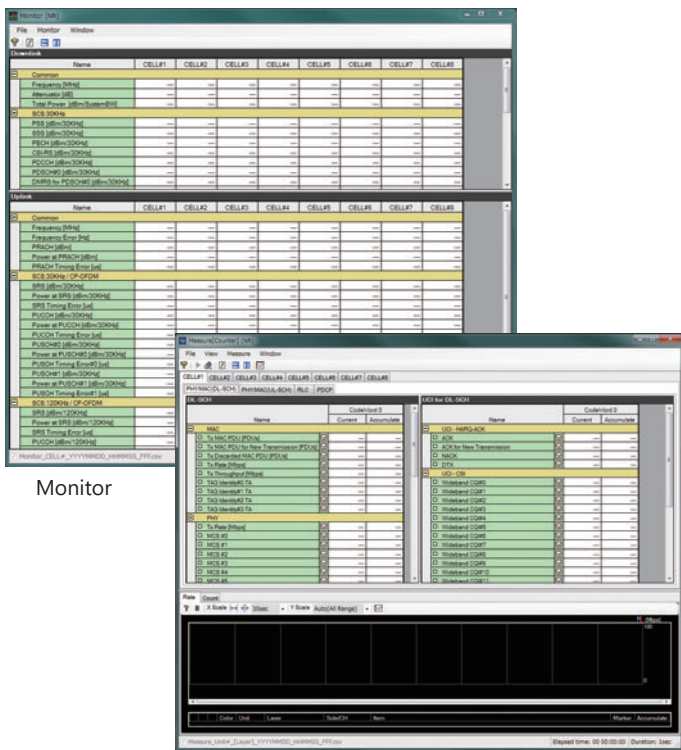 Monitor (NR)
File Monitor Window
Downlink
Name CELL#1 CELL#2 CELL#3 CELL#4 CELL#5 CELL#6 CELL#7 CELL#8
Common
Frequency [MHz]
Attenuator [dB]
Total Power [dBm/SystemBW]
SCS:30KHz
PSS [dBm/30KHz]
SSS [dBm/30KHz]
PBCH [dBm/30KHz]
CSI-RS [dBm/30KHz]
PDCCH [dBm/30KHz]
PDSCH#0 [dBm/30KHz]
DMRS for PDSCH#0 [dBm/30KHz]
Uplink
Name CELL#1 CELL#2 CELL#3 CELL#4 CELL#5 CELL#6 CELL#7 CELL#8
Common
Frequency [MHz]
Frequency Error [Hz]
PRACH [dBm]
Power at PRACH [dBm]
PRACH Timing Error [us]
SCS:30KHz / CP-OFDM
SRS [dBm/30KHz]
Power at SRS [dBm/30KHz]
SRS Timing Error [us]
PUCCH [dBm/30KHz]
Power at PUCCH [dBm/30KHz]
PUCCH Timing Error [us]
PUSCH#0 [dBm/30KHz]
Power at PUSCH#0 [dBm/30KHz]
PUSCH Timing Error#0 [us]
PUSCH#1 [dBm/30KHz]
Power at PUSCH#1 [dBm/30KHz]
PUSCH Timing Error#1 [us]
SCS:120KHz / CP-OFDM
SRS [dBm/120KHz]
Power at SRS [dBm/120KHz]
SRS Timing Error [us]
PUCCH [dBm/120KHz]
Monitor_CELL#_YYYYMMDD_HHMMSS_FFF.csv
Monitor
Measure[Counter] (NR)
File View Measure Window
CELL#1 CELL#2 CELL#3 CELL#4 CELL#5 CELL#6 CELL#7 CELL#8
PHY/MAC(DL-SCH) PHY/MAC(UL-SCH) RLC PDCP
DL-SCH
Name CodeWord 0
Current Accumulate
MAC
Tx MAC PDU [PDUs]
Tx MAC PDU for New Transmission [PDUs]
Tx Discarded MAC PDU [PDUs]
Tx Rate [Mbps]
Tx Throughput [Mbps]
TAG Identity#0 TA
TAG Identity#1 TA
TAG Identity#2 TA
TAG Identity#3 TA
PHY
Tx Rate [Mbps]
MCS #0
MCS #1
MCS #2
MCS #3
MCS #4
MCS #5
UCI for DL-SCH
Name CodeWord 0
Current Accumulate
UCI - HARQ-ACK
ACK
ACK for New Transmission
NACK
DTX
UCI - CSI
Wideband CQI#0
Wideband CQI#1
Wideband CQI#2
Wideband CQI#3
Wideband CQI#4
Wideband CQI#5
Wideband CQI#6
Wideband CQI#7
Wideband CQI#8
Wideband CQI#9
Wideband CQI#10
Wideband CQI#11
Rate Count
X Scale 30sec Y Scale Auto(All Range)
[Mbps]
100
0
Color Unit Layer Side/CH Item Marker Accumulate
Measure_Unit#_[Layer]_YYYYMMDD_HHMMSS_FFF.csv
Elapsed time: 00 00:00:00 Duration: 1sec